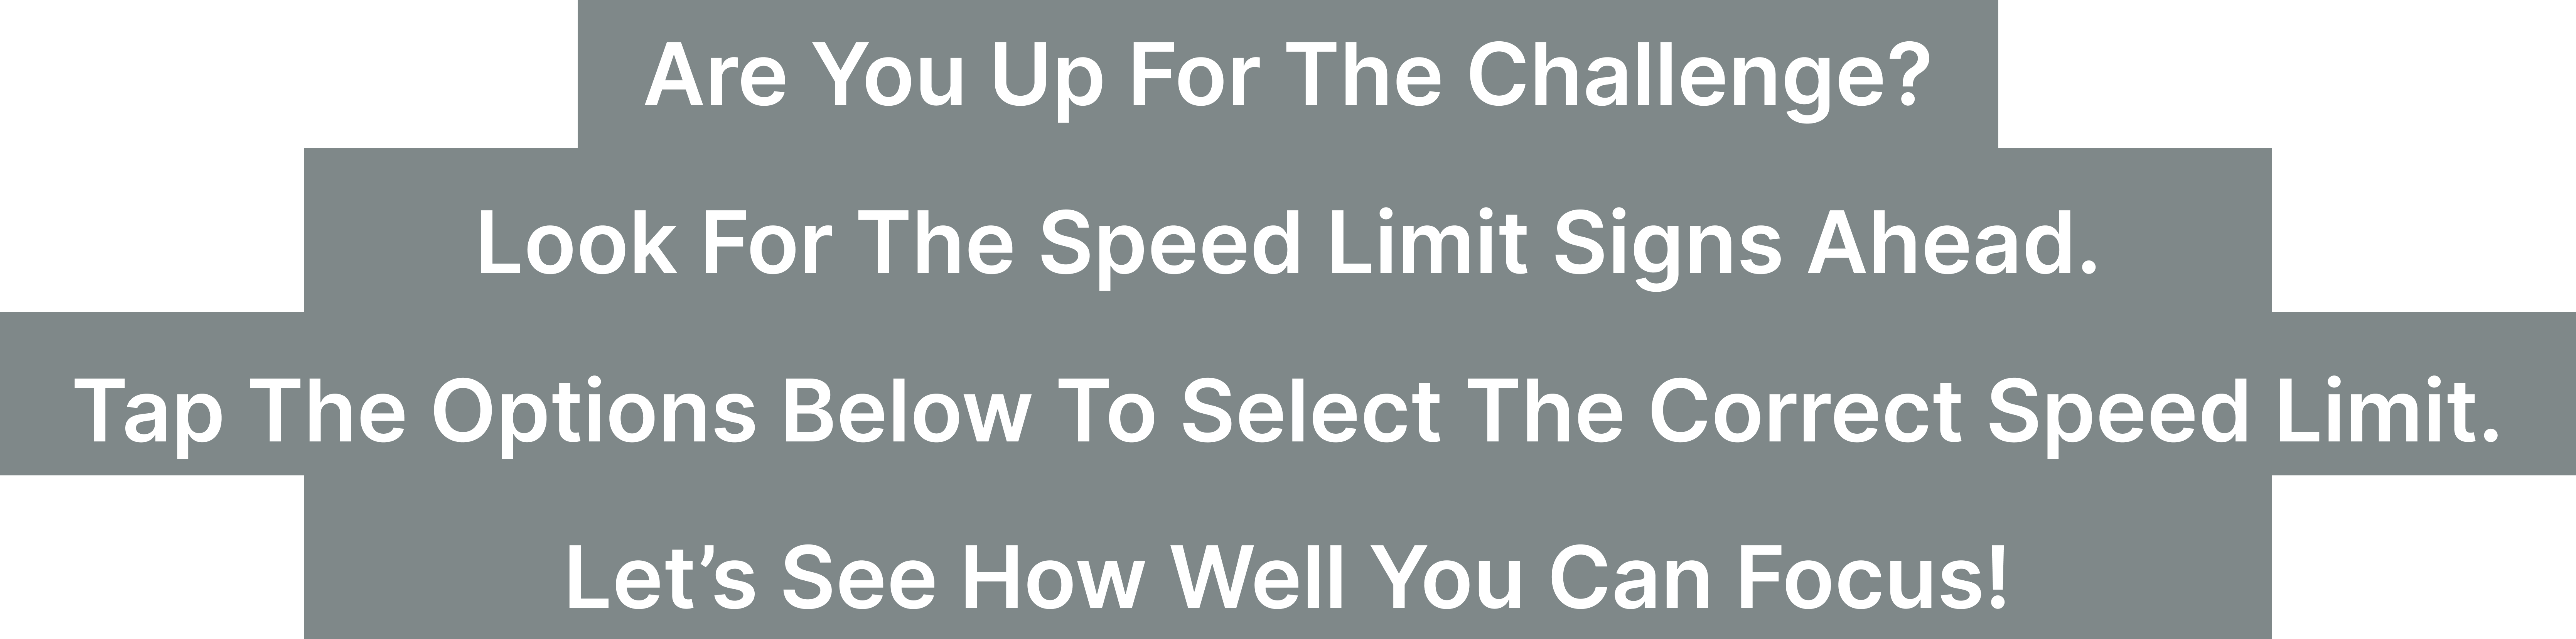 Are You Up For The Challenge?
Look For The Speed Limit Signs Ahead.
Tap The Options Below To Select The Correct Speed Limit.
Let’s See How Well You Can Focus!